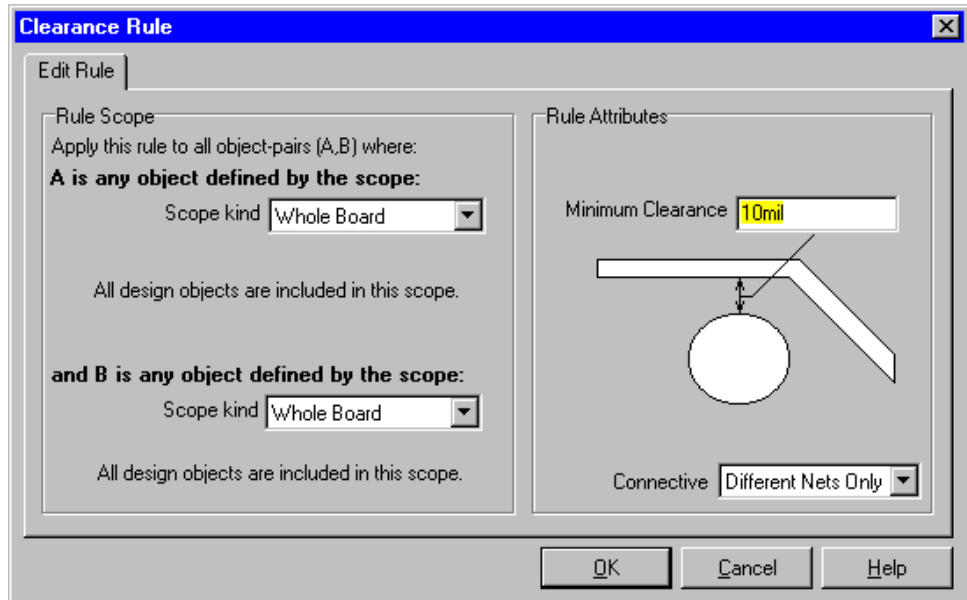 Clearance Rule
Edit Rule
Rule Scope
Apply this rule to all object-pairs (A,B) where:
A is any object defined by the scope:
Scope kind Whole Board
All design objects are included in this scope.
and B is any object defined by the scope:
Scope kind Whole Board
All design objects are included in this scope.
Rule Attributes
Minimum Clearance 10mil
Connective Different Nets Only
OK Cancel Help